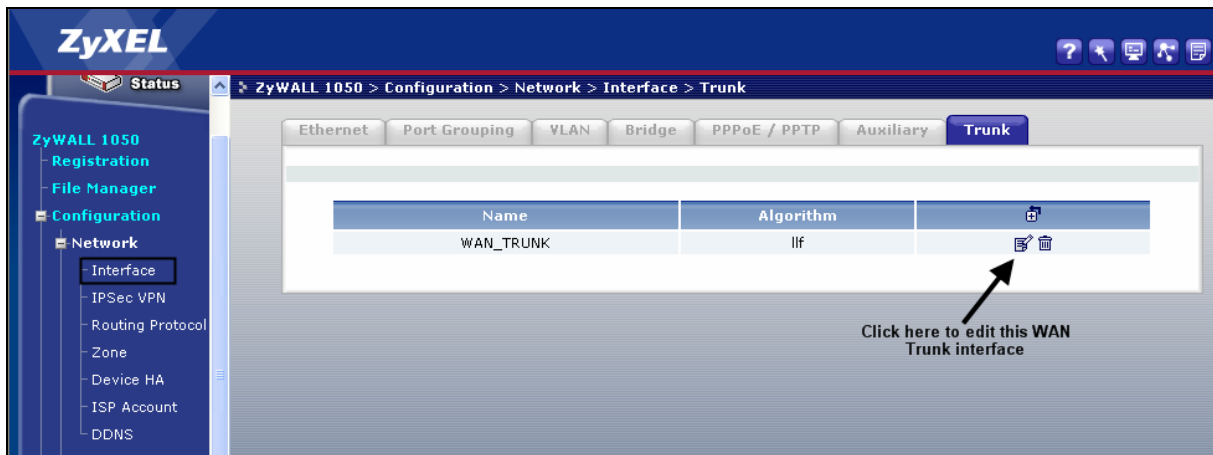 ZyXEL
?
Status
ZyWALL 1050 > Configuration > Network > Interface > Trunk
ZyWALL 1050
Registration
File Manager
Configuration
Network
Interface
IPSec VPN
Routing Protocol
Zone
Device HA
ISP Account
DDNS
Ethernet
Port Grouping
VLAN
Bridge
PPPoE / PPTP
Auxiliary
Trunk
Name Algorithm
WAN_TRUNK llf
Click here to edit this WAN
Trunk interface